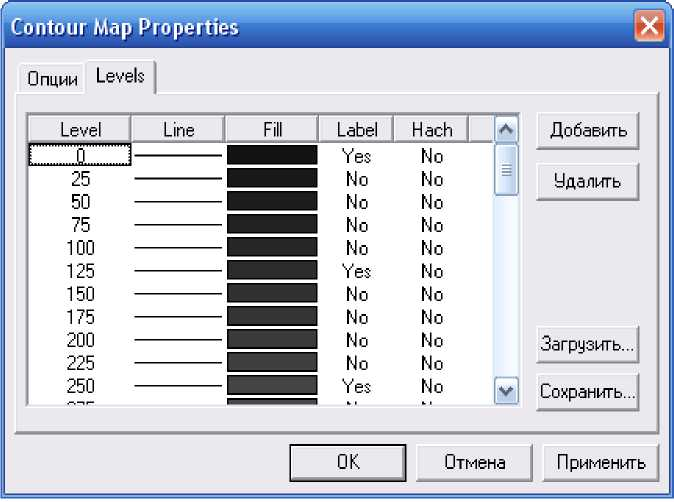 Contour Map Properties
Опции Levels
Level Line Fill Label Hach
0 Yes No
25 No No
50 No No
75 No No
100 No No
125 Yes No
150 No No
175 No No
200 No No
225 No No
250 Yes No
Добавить
Удалить
Загрузить...
Сохранить...
OK Отмена Применить